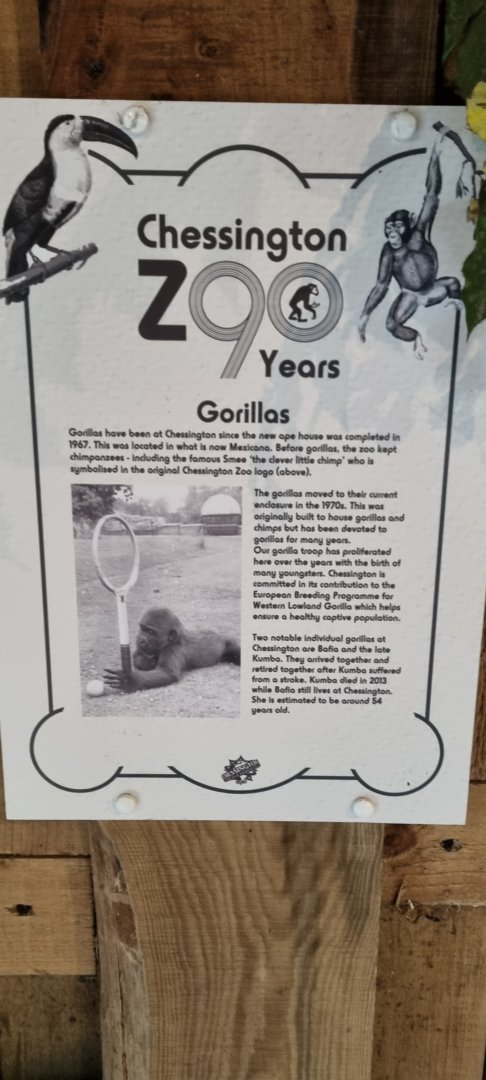 Chessington
Z90
Years
Gorillas
Gorillas have been at Chessington since the new ape house was completed in
1967. This was located in what is now Mexicana. Before gorillas, the zoo kept
chimpanzees - including the famous Smee 'the clever little chimp' who is
symbolised in the original Chessington Zoo logo (above).
The gorillas moved to their current
enclosure in the 1970s. This was
originally built to house gorillas and
chimps but has been devoted to
gorillas for many years.
Our gorilla troop has proliferated
here over the years with the birth of
many youngsters. Chessington is
committed in its contribution to the
European Breeding Programme for
Western Lowland Gorilla which helps
ensure a healthy captive population.
Two notable individual gorillas at
Chessington are Bafia and the late
Kumba. They arrived together and
retired together after Kumba suffered
from a stroke. Kumba died in 2013
while Bafia still lives at Chessington.
She is estimated to be around 54
years old.
CHESSINGTON